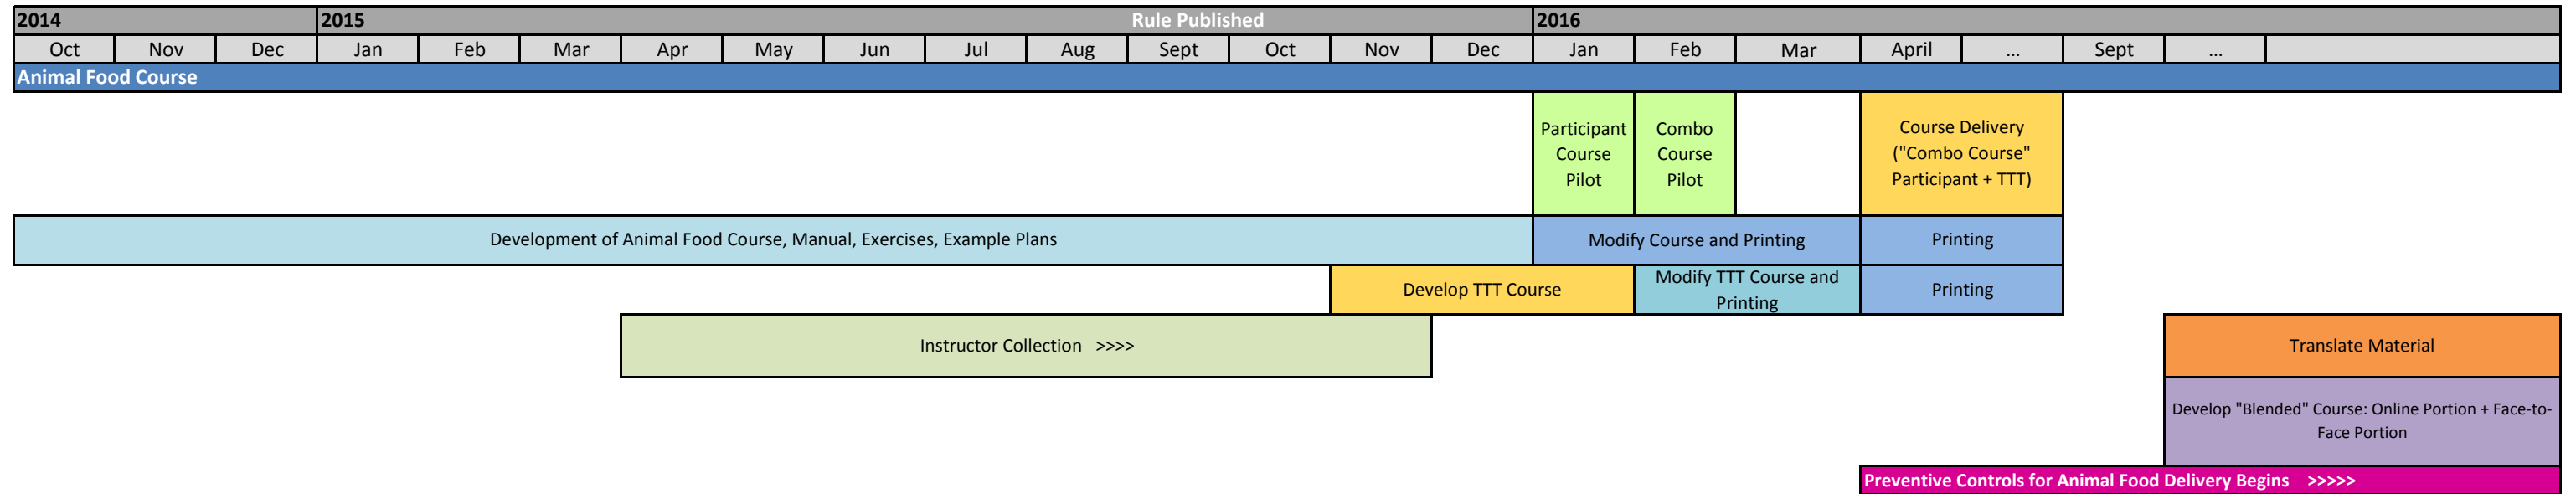 2014 2015 Rule Published 2016
Oct Nov Dec Jan Feb Mar Apr May Jun Jul Aug Sept Oct Nov Dec Jan Feb Mar April ... Sept ...
Animal Food Course
Participant
Course
Pilot
Combo
Course
Pilot
Course Delivery
("Combo Course"
Participant + TTT)
Development of Animal Food Course, Manual, Exercises, Example Plans
Modify Course and Printing
Printing
Develop TTT Course
Modify TTT Course and
Printing
Printing
Instructor Collection >>>>
Translate Material
Develop "Blended" Course: Online Portion + Face-to-
Face Portion
Preventive Controls for Animal Food Delivery Begins >>>>>